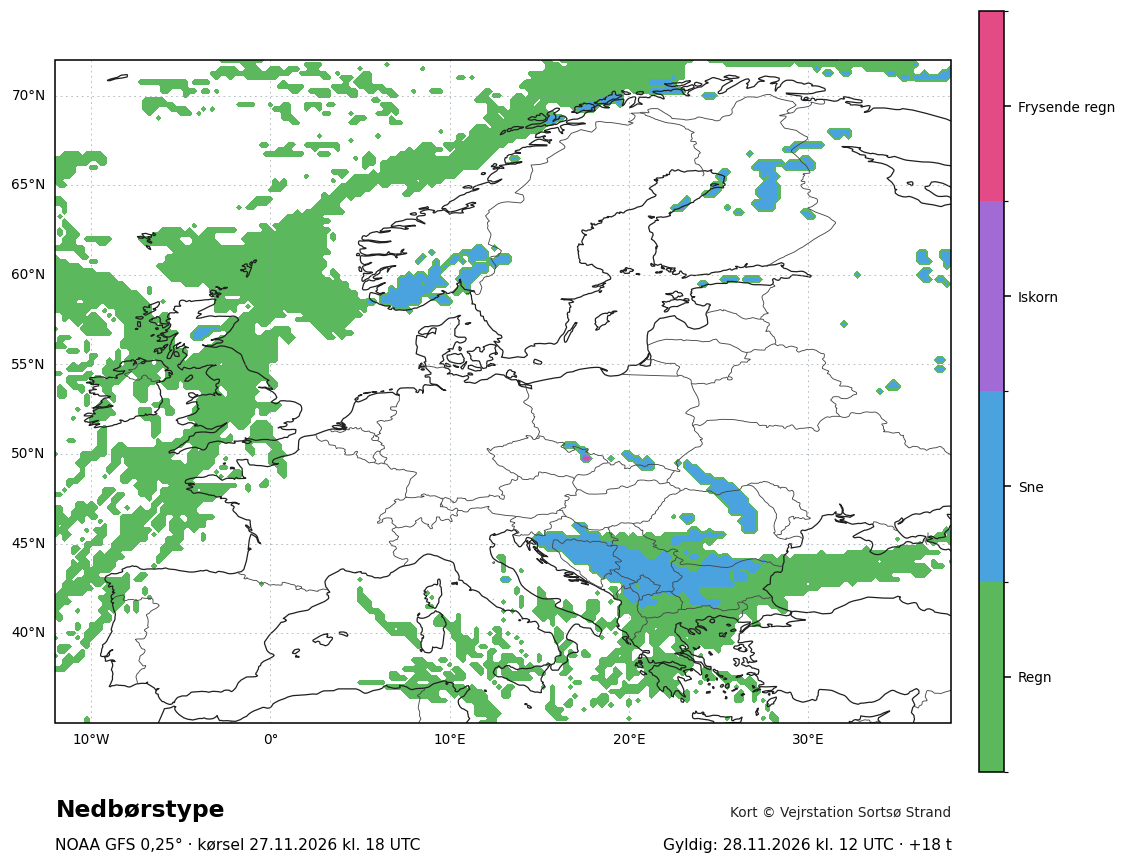 70°N
65°N
60°N
55°N
50°N
45°N
40°N
10°W
0°
10°E
20°E
30°E
Frysende regn
Iskorn
Sne
Regn
Nedbørstype
Kort © Vejrstation Sortsø Strand
NOAA GFS 0,25° · kørsel 27.11.2026 kl. 18 UTC
Gyldig: 28.11.2026 kl. 12 UTC · +18 t